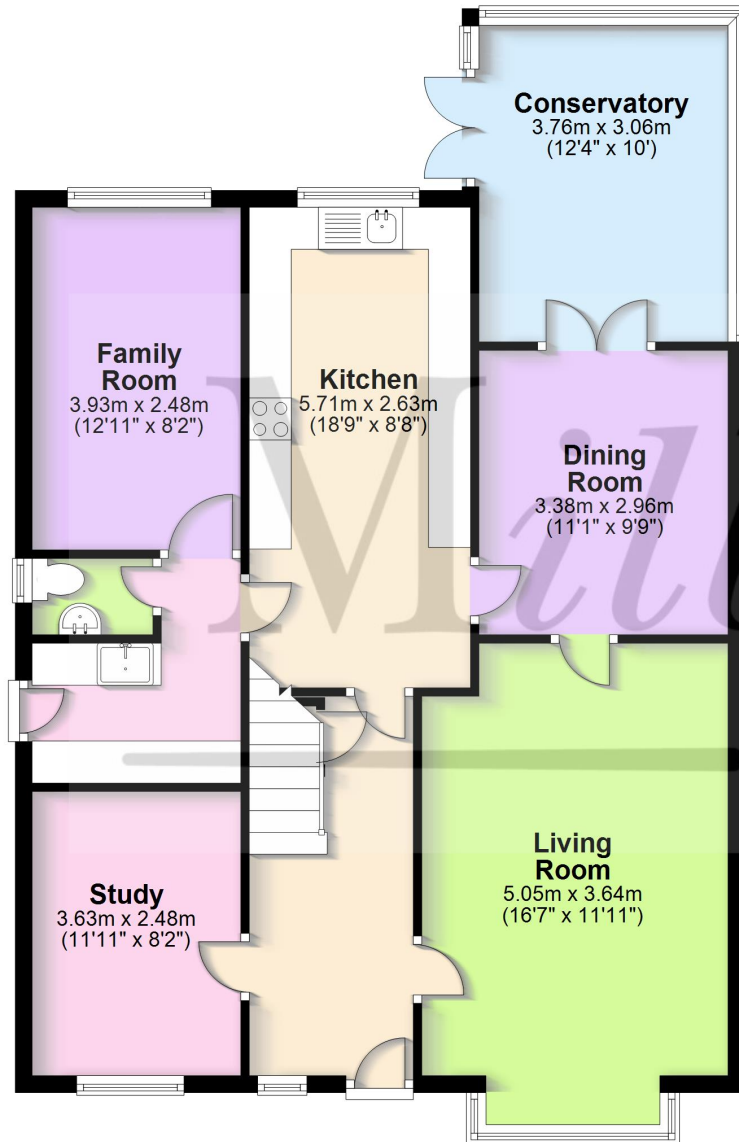 Conservatory
3.76m x 3.06m
(12'4" x 10')
Family
Room
3.93m x 2.48m
(12'11" x 8'2")
Kitchen
5.71m x 2.63m
(18'9" x 8'8")
Dining
Room
3.38m x 2.96m
(11'1" x 9'9")
Living
Room
5.05m x 3.64m
(16'7" x 11'11")
Study
3.63m x 2.48m
(11'11" x 8'2")